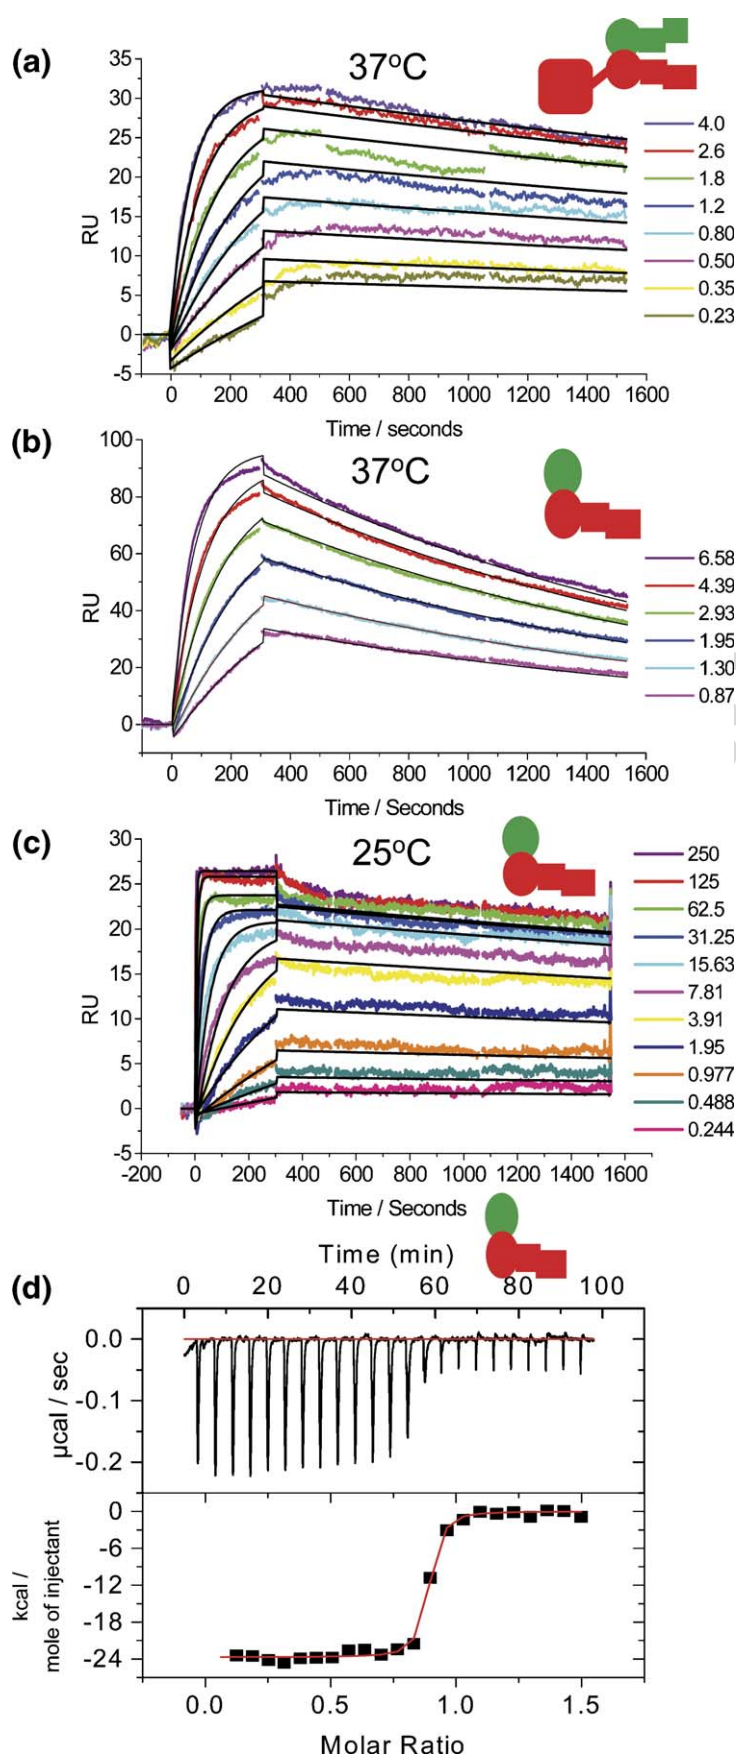 (a)
37°C
35
30
25
20
15
10
5
0
-5
RU
0 200 400 600 800 1000 1200 1400 1600
Time / seconds
4.0
2.6
1.8
1.2
0.80
0.50
0.35
0.23
(b)
37°C
100
80
60
40
20
0
RU
0 200 400 600 800 1000 1200 1400 1600
Time / Seconds
6.58
4.39
2.93
1.95
1.30
0.87
(c)
25°C
30
25
20
15
10
5
0
-5
RU
-200 0 200 400 600 800 1000 1200 1400 1600
Time / Seconds
250
125
62.5
31.25
15.63
7.81
3.91
1.95
0.977
0.488
0.244
(d)
Time (min)
0 20 40 60 80 100
0.0
-0.1
-0.2
µcal / sec
0
-6
-12
-18
-24
kcal /
mole of injectant
0.0 0.5 1.0 1.5
Molar Ratio